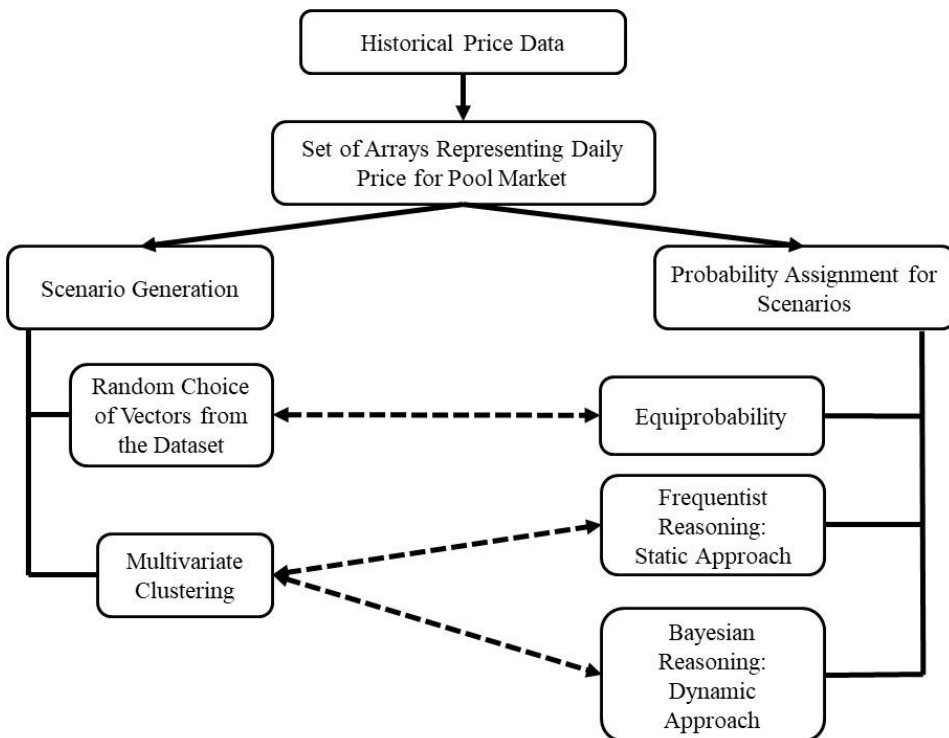 Historical Price Data
Set of Arrays Representing Daily
Price for Pool Market
Scenario Generation
Probability Assignment for
Scenarios
Random Choice
of Vectors from
the Dataset
Equiprobability
Frequentist
Reasoning:
Static Approach
Multivariate
Clustering
Bayesian
Reasoning:
Dynamic
Approach